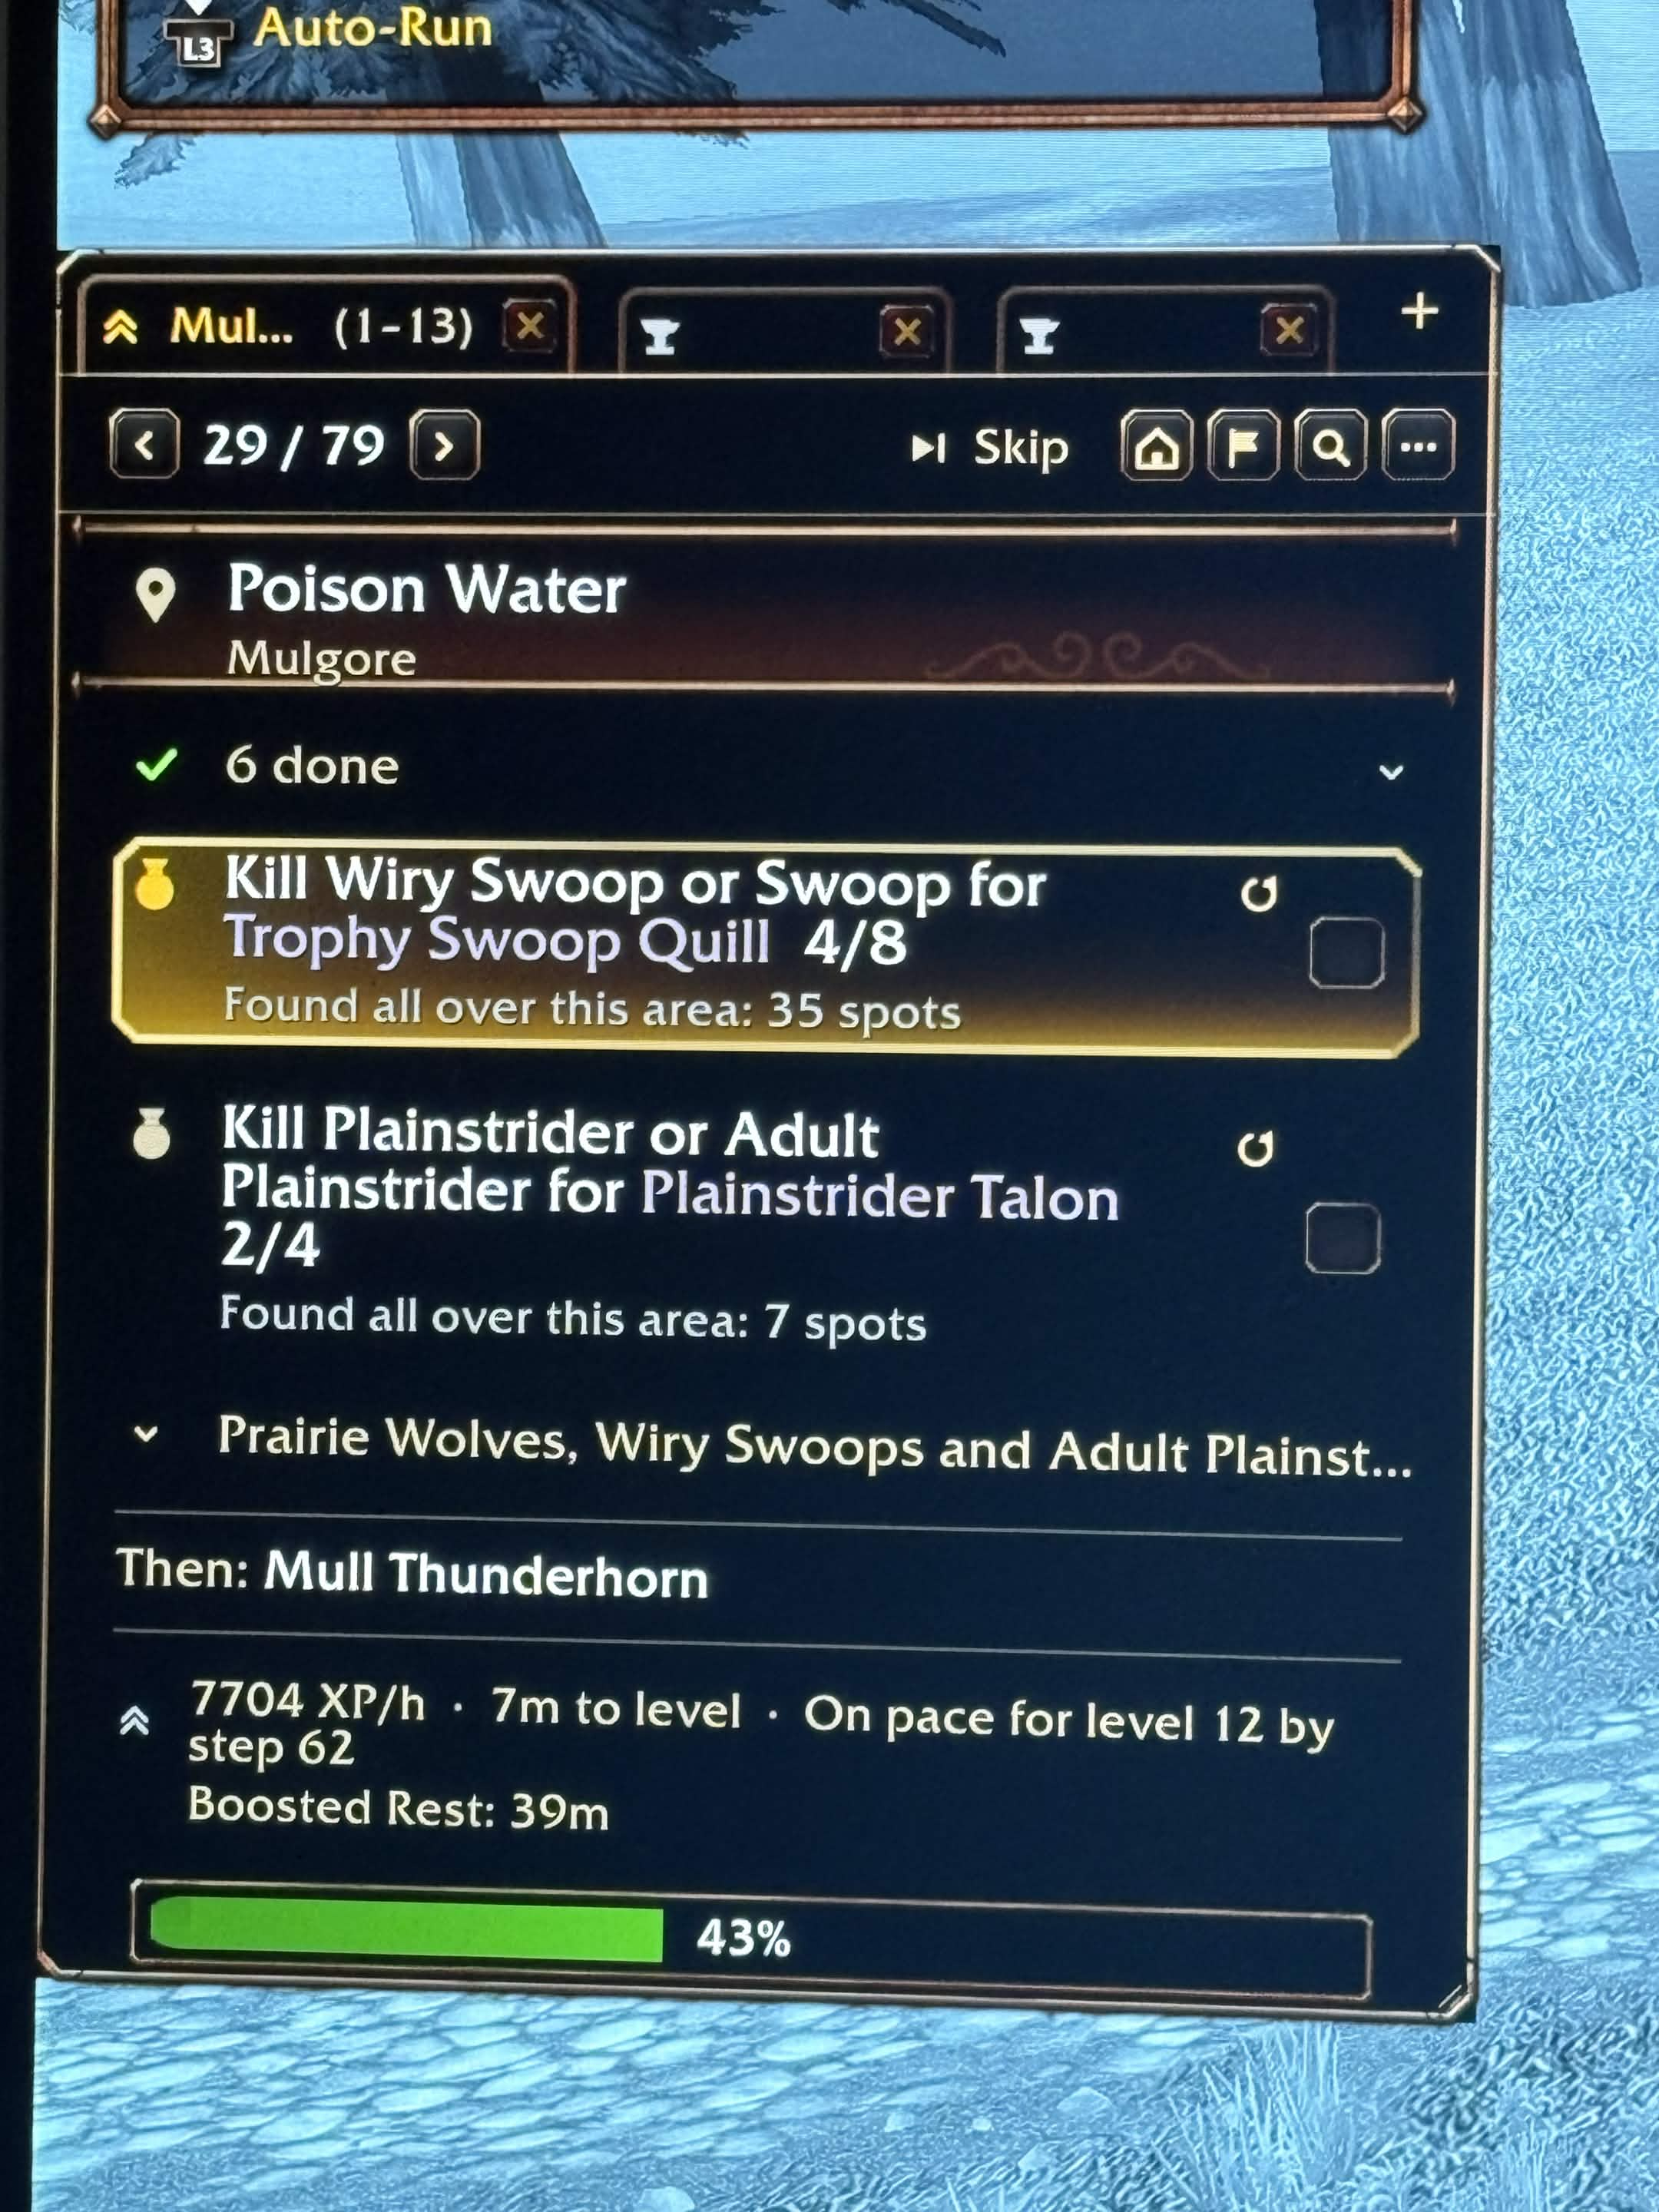 L3 Auto-Run
Mul... (1-13)
29 / 79 Skip
Poison Water
Mulgore
6 done
Kill Wiry Swoop or Swoop for
Trophy Swoop Quill 4/8
Found all over this area: 35 spots
Kill Plainstrider or Adult
Plainstrider for Plainstrider Talon
2/4
Found all over this area: 7 spots
Prairie Wolves, Wiry Swoops and Adult Plainst...
Then: Mull Thunderhorn
7704 XP/h · 7m to level · On pace for level 12 by
step 62
Boosted Rest: 39m
43%